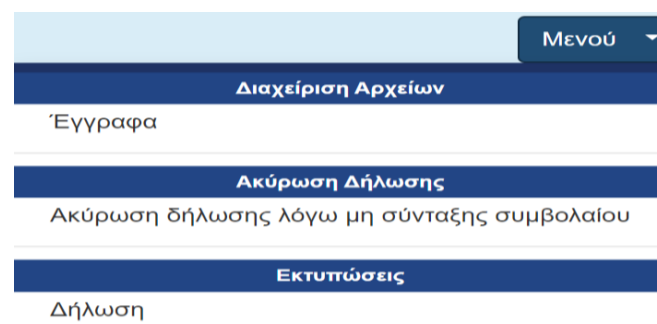 Μενού
Διαχείριση Αρχείων
Έγγραφα
Ακύρωση Δήλωσης
Ακύρωση δήλωσης λόγω μη σύνταξης συμβολαίου
Εκτυπώσεις
Δήλωση